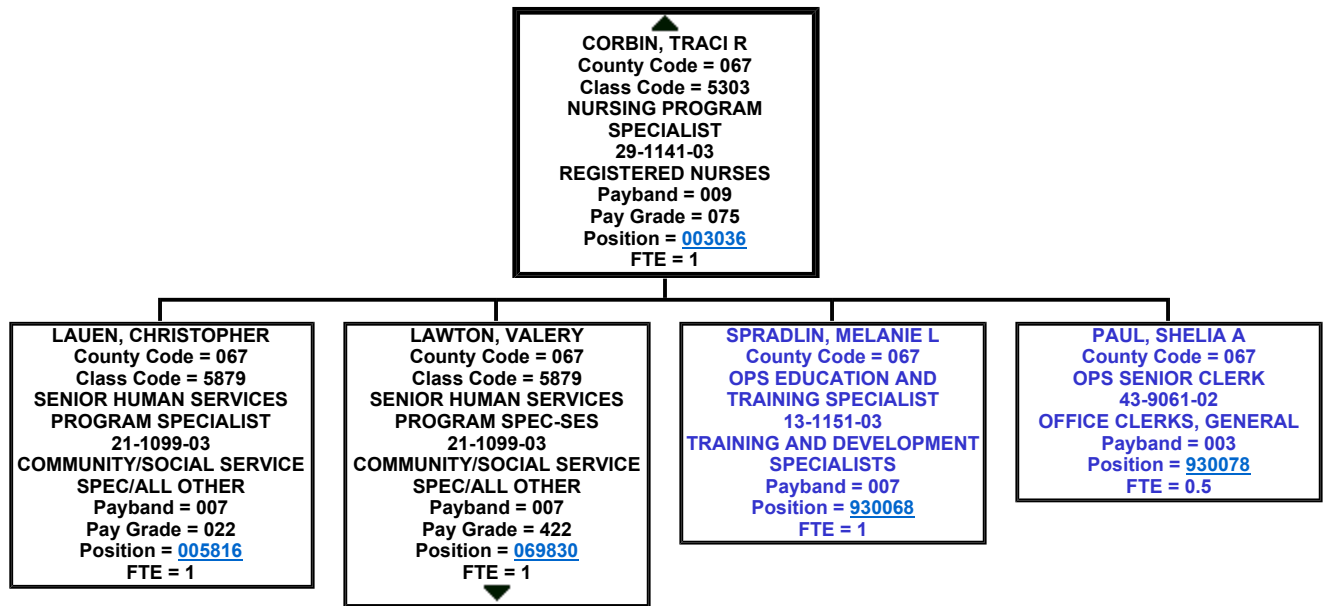 CORBIN, TRACI R
County Code = 067
Class Code = 5303
NURSING PROGRAM
SPECIALIST
29-1141-03
REGISTERED NURSES
Payband = 009
Pay Grade = 075
Position = 003036
FTE = 1
LAUEN, CHRISTOPHER
County Code = 067
Class Code = 5879
SENIOR HUMAN SERVICES
PROGRAM SPECIALIST
21-1099-03
COMMUNITY/SOCIAL SERVICE
SPEC/ALL OTHER
Payband = 007
Pay Grade = 022
Position = 005816
FTE = 1
LAWTON, VALERY
County Code = 067
Class Code = 5879
SENIOR HUMAN SERVICES
PROGRAM SPEC-SES
21-1099-03
COMMUNITY/SOCIAL SERVICE
SPEC/ALL OTHER
Payband = 007
Pay Grade = 422
Position = 069830
FTE = 1
SPRADLIN, MELANIE L
County Code = 067
OPS EDUCATION AND
TRAINING SPECIALIST
13-1151-03
TRAINING AND DEVELOPMENT
SPECIALISTS
Payband = 007
Position = 930068
FTE = 1
PAUL, SHELIA A
County Code = 067
OPS SENIOR CLERK
43-9061-02
OFFICE CLERKS, GENERAL
Payband = 003
Position = 930078
FTE = 0.5